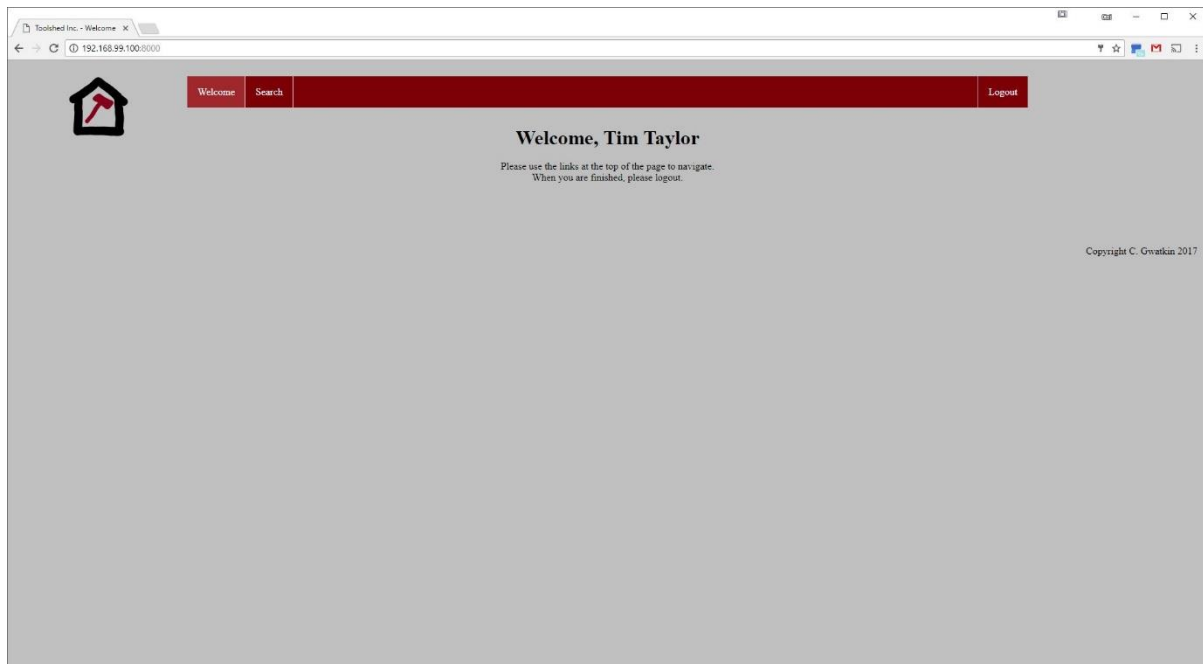 Toolshed Inc. - Welcome
192.168.99.100:8000
Welcome Search Logout
Welcome, Tim Taylor
Please use the links at the top of the page to navigate.
When you are finished, please logout.
Copyright C. Gwatkin 2017